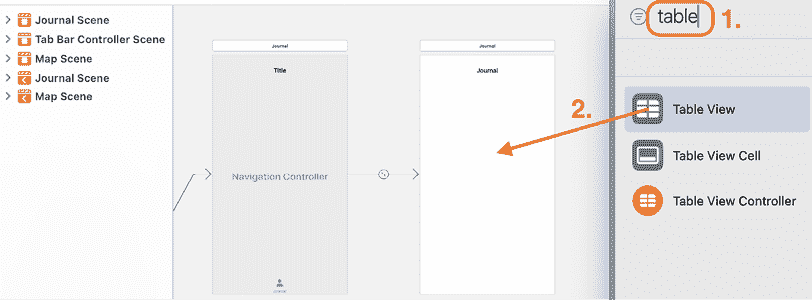 Journal Scene
Tab Bar Controller Scene
Map Scene
Journal Scene
Map Scene
Journal
Title
Navigation Controller
Journal
Journal
2.
table
1.
Table View
Table View Cell
Table View Controller